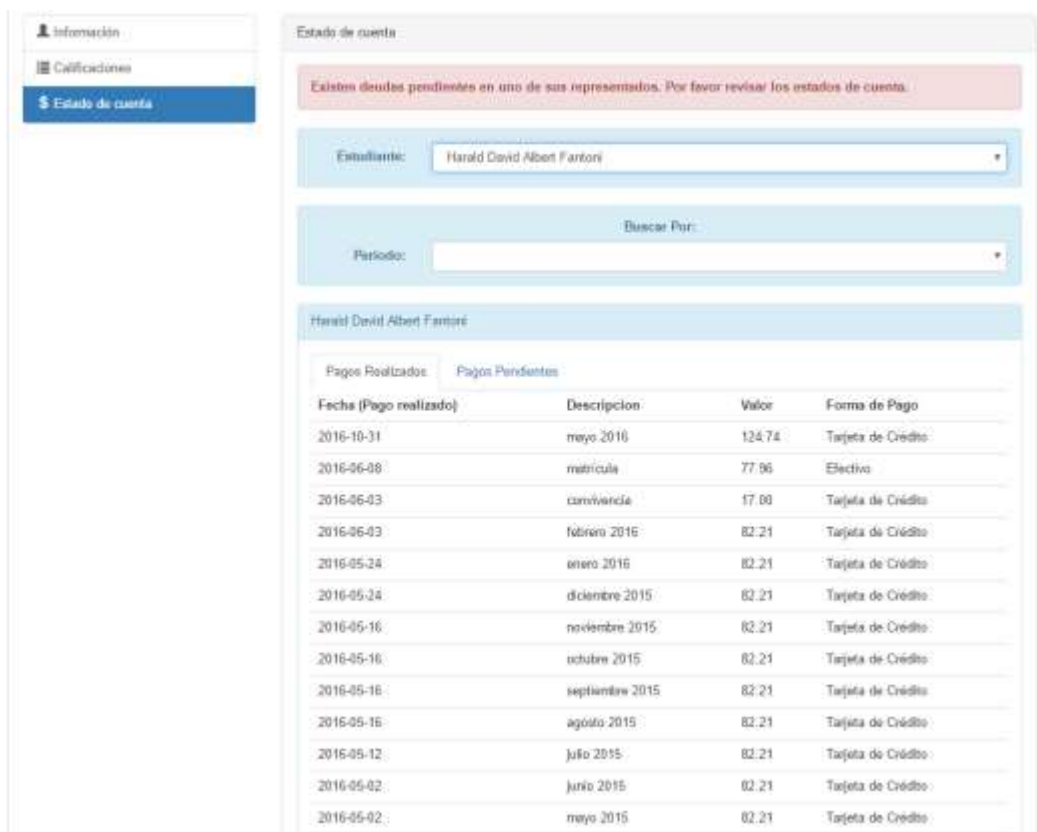 Información
Calificaciones
$ Estado de cuenta
Estado de cuenta
Existen deudas pendientes en uno de sus representados. Por favor revisar los estados de cuenta.
Estudiante: Harald David Albert Fantoni
Buscar Por:
Periodo:
Harald David Albert Fantoni
Pagos Realizados Pagos Pendientes
Fecha (Pago realizado) Descripcion Valor Forma de Pago
2016-10-31 mayo 2016 124.74 Tarjeta de Crédito
2016-06-08 matrícula 77.96 Efectivo
2016-06-03 convivencia 17.00 Tarjeta de Crédito
2016-06-03 febrero 2016 82.21 Tarjeta de Crédito
2016-05-24 enero 2016 82.21 Tarjeta de Crédito
2016-05-24 diciembre 2015 82.21 Tarjeta de Crédito
2016-05-16 noviembre 2015 82.21 Tarjeta de Crédito
2016-05-16 octubre 2015 82.21 Tarjeta de Crédito
2016-05-16 septiembre 2015 82.21 Tarjeta de Crédito
2016-05-16 agosto 2015 82.21 Tarjeta de Crédito
2016-05-12 julio 2015 82.21 Tarjeta de Crédito
2016-05-02 junio 2015 82.21 Tarjeta de Crédito
2016-05-02 mayo 2015 82.21 Tarjeta de Crédito